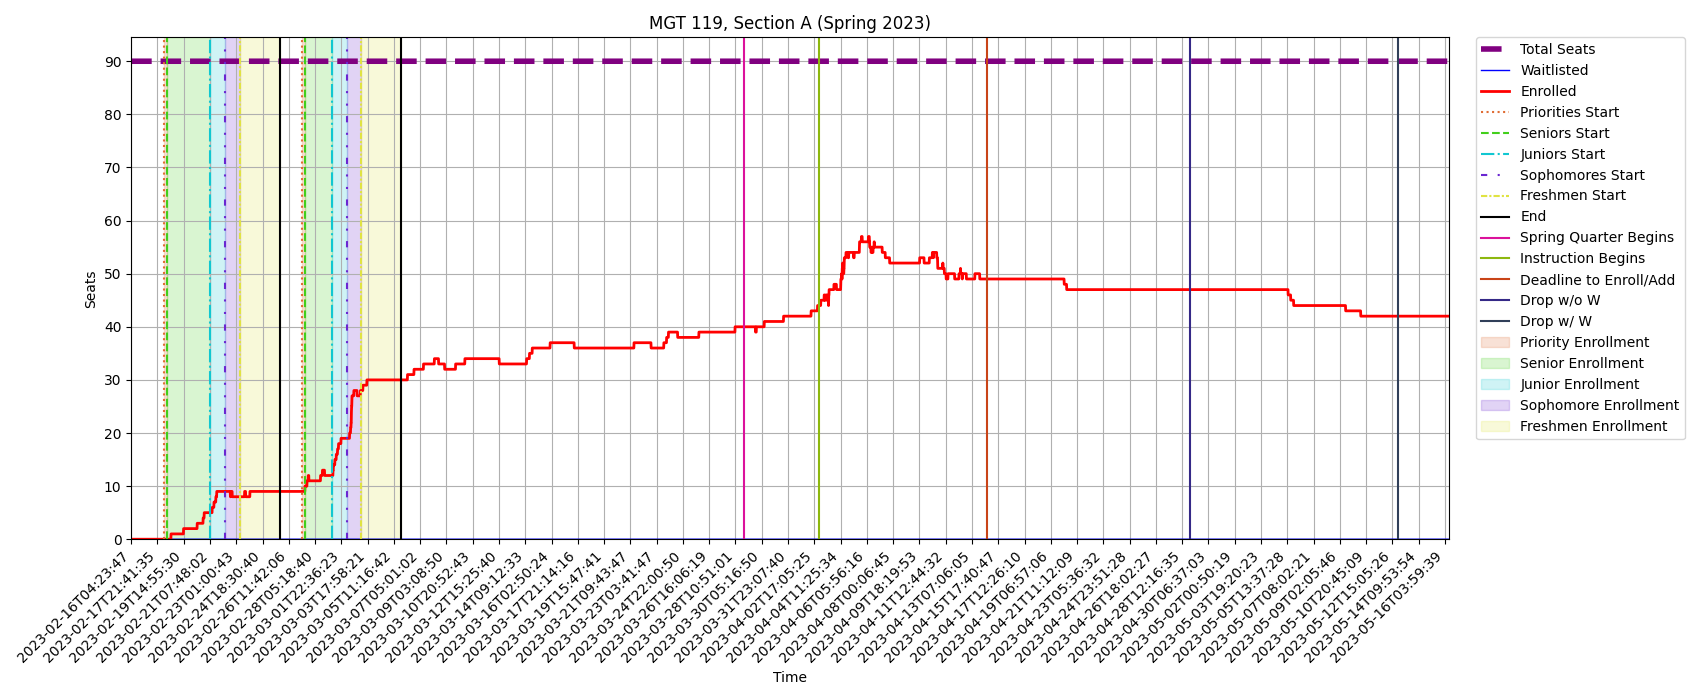 MGT 119, Section A (Spring 2023)
Seats
90
80
70
60
50
40
30
20
10
0
2023-02-16T04:23:47
2023-02-17T21:41:35
2023-02-19T14:55:30
2023-02-21T07:48:02
2023-02-23T01:00:43
2023-02-24T18:30:40
2023-02-26T11:42:06
2023-02-28T05:18:40
2023-03-01T22:36:23
2023-03-03T17:58:21
2023-03-05T11:16:42
2023-03-07T05:01:02
2023-03-09T03:08:50
2023-03-10T20:52:43
2023-03-12T15:25:40
2023-03-14T09:12:33
2023-03-16T02:50:24
2023-03-17T21:14:16
2023-03-19T15:47:41
2023-03-21T09:43:47
2023-03-23T03:41:47
2023-03-24T22:00:50
2023-03-26T16:06:19
2023-03-28T10:51:01
2023-03-30T05:16:50
2023-03-31T23:07:40
2023-04-02T17:05:25
2023-04-04T11:25:34
2023-04-06T05:56:16
2023-04-08T00:06:45
2023-04-09T18:19:53
2023-04-11T12:44:32
2023-04-13T07:06:05
2023-04-15T17:40:47
2023-04-17T12:26:10
2023-04-19T06:57:06
2023-04-21T11:12:09
2023-04-23T05:36:32
2023-04-24T23:51:28
2023-04-26T18:02:27
2023-04-28T12:16:35
2023-04-30T06:37:03
2023-05-02T00:50:19
2023-05-03T19:20:23
2023-05-05T13:37:28
2023-05-07T08:02:21
2023-05-09T02:05:46
2023-05-10T20:45:09
2023-05-12T15:05:26
2023-05-14T09:53:54
2023-05-16T03:59:39
Time
Total Seats
Waitlisted
Enrolled
Priorities Start
Seniors Start
Juniors Start
Sophomores Start
Freshmen Start
End
Spring Quarter Begins
Instruction Begins
Deadline to Enroll/Add
Drop w/o W
Drop w/ W
Priority Enrollment
Senior Enrollment
Junior Enrollment
Sophomore Enrollment
Freshmen Enrollment